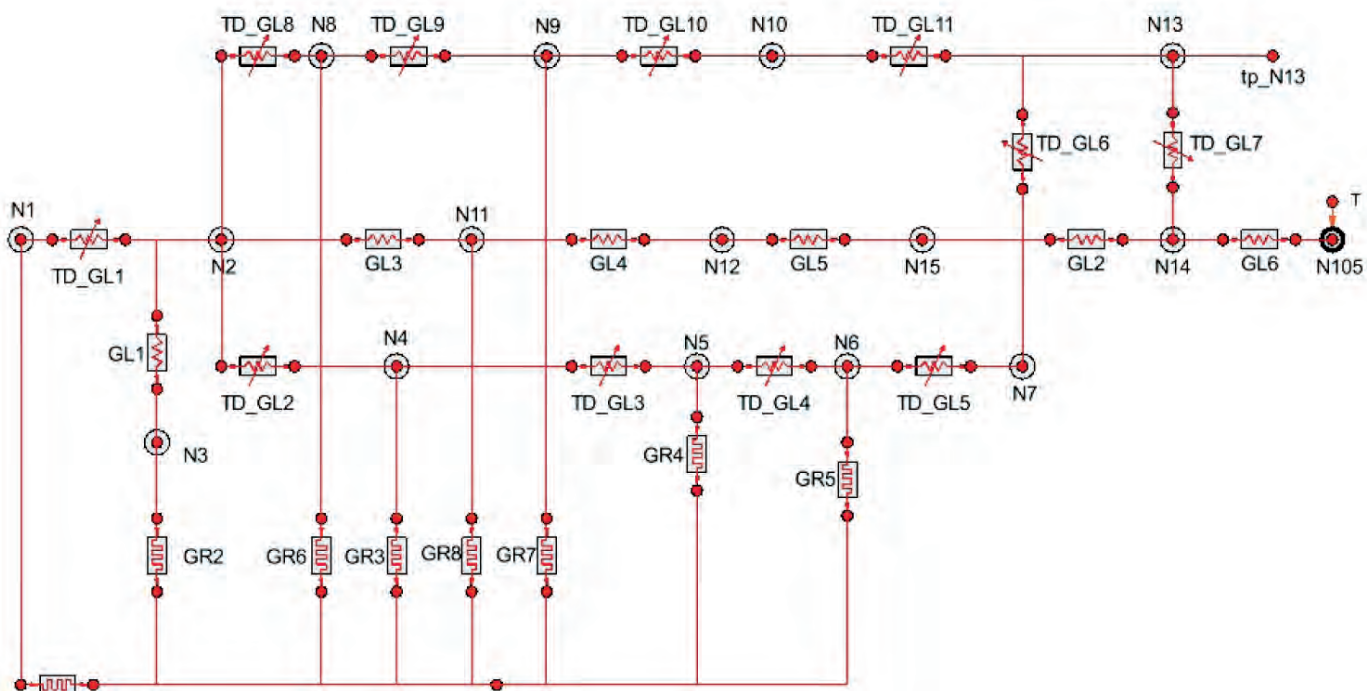 TD_GL8
N8
TD_GL9
N9
TD_GL10
N10
TD_GL11
N13
tp_N13
TD_GL6
TD_GL7
N1
TD_GL1
N2
GL3
N11
GL4
N12
GL5
N15
GL2
N14
GL6
T
N105
GL1
TD_GL2
N4
TD_GL3
N5
TD_GL4
N6
TD_GL5
N7
N3
GR4
GR5
GR2
GR6
GR3
GR8
GR7